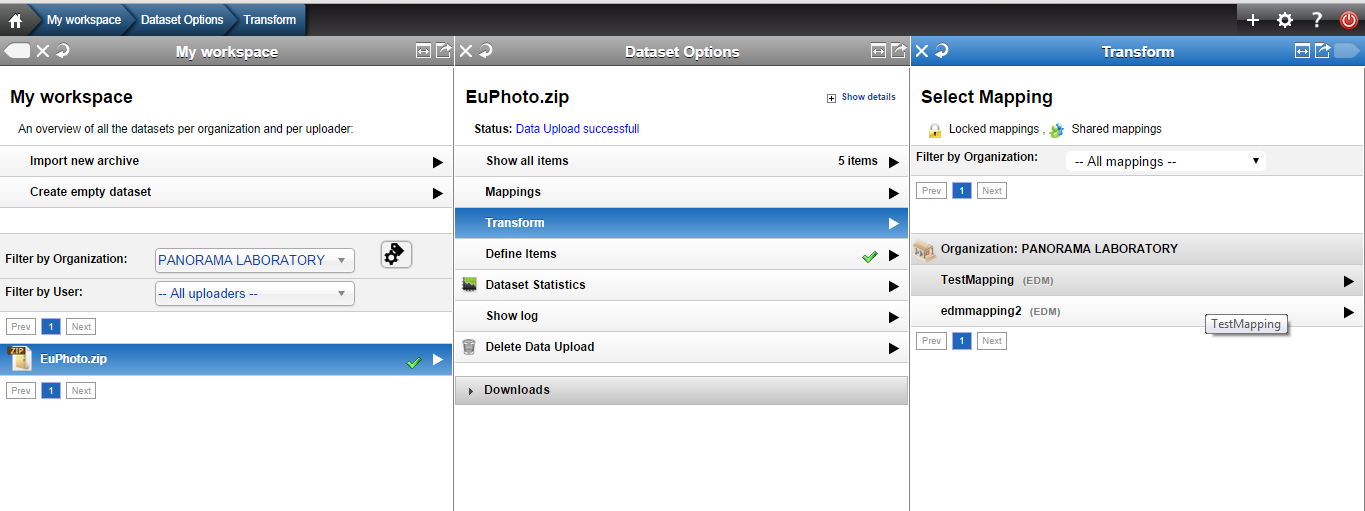 My workspace Dataset Options Transform
My workspace
My workspace
An overview of all the datasets per organization and per uploader:
Import new archive
Create empty dataset
Filter by Organization: PANORAMA LABORATORY
Filter by User: -- All uploaders --
Prev 1 Next
ZIP EuPhoto.zip
Prev 1 Next
Dataset Options
EuPhoto.zip Show details
Status: Data Upload successfull
Show all items 5 items
Mappings
Transform
Define Items
Dataset Statistics
Show log
Delete Data Upload
Downloads
Transform
Select Mapping
Locked mappings , Shared mappings
Filter by Organization: -- All mappings --
Prev 1 Next
Organization: PANORAMA LABORATORY
TestMapping (EDM)
edmmapping2 (EDM)
TestMapping
Prev 1 Next